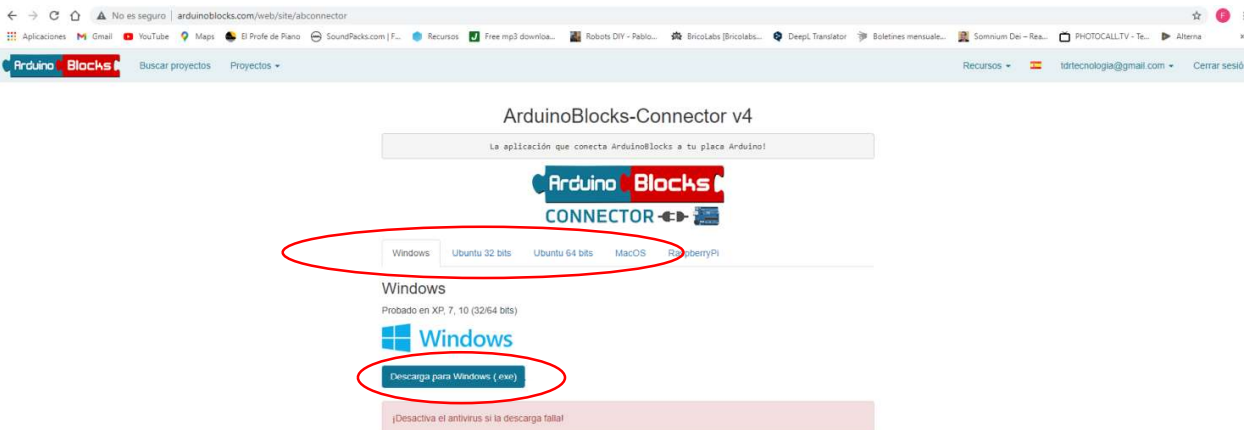 No es seguro | arduinoblocks.com/web/site/abconnector
Aplicaciones Gmail YouTube Maps El Profe de Piano SoundPacks.com | F... Recursos Free mp3 downloa... Robots DIY - Pablo... BricoLabs [Bricolabs... DeepL Translator Boletines mensuale... Somnium Dei – Rea... PHOTOCALL.TV - Te... Alterna
Arduino Blocks Buscar proyectos Proyectos Recursos tdrtecnologia@gmail.com Cerrar sesió
ArduinoBlocks-Connector v4
La aplicación que conecta ArduinoBlocks a tu placa Arduino!
Arduino Blocks
CONNECTOR
Windows Ubuntu 32 bits Ubuntu 64 bits MacOS RaspberryPi
Windows
Probado en XP, 7, 10 (32/64 bits)
Windows
Descarga para Windows (.exe)
¡Desactiva el antivirus si la descarga falla!